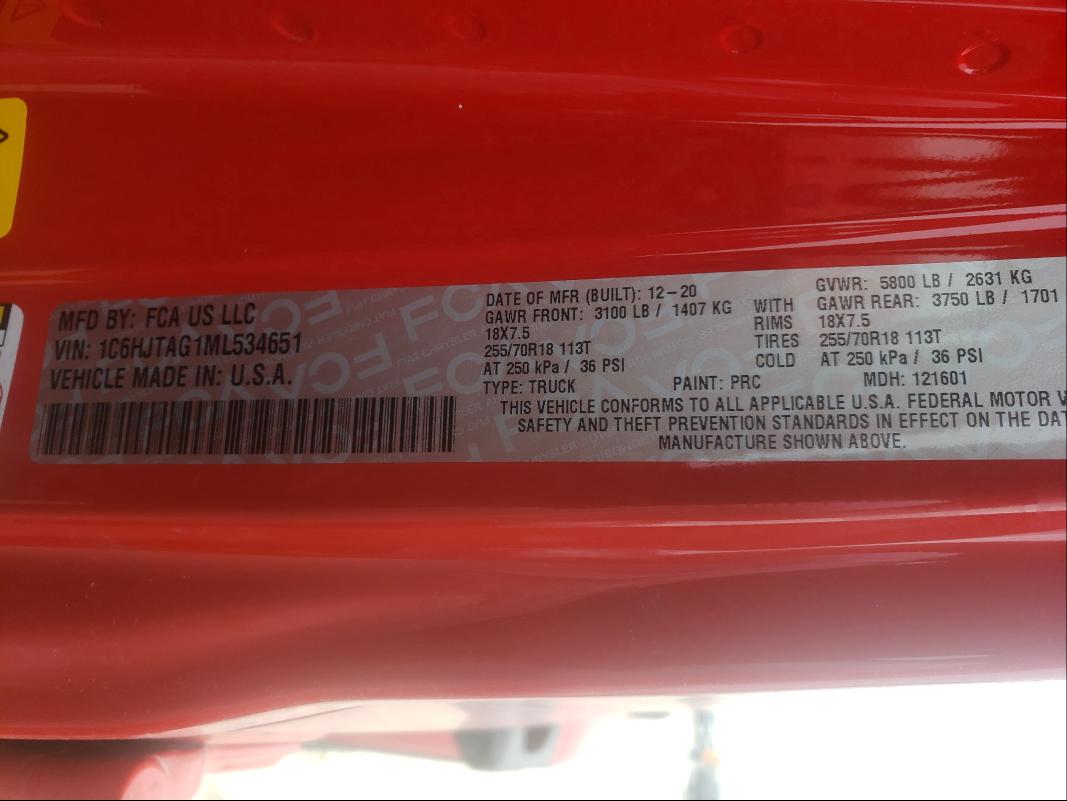 MFD BY: FCA US LLC
VIN: 1C6HJTAG1ML534651
VEHICLE MADE IN: U.S.A.
DATE OF MFR (BUILT): 12-20
GAWR FRONT: 3100 LB / 1407 KG
18X7.5
255/70R18 113T
AT 250 kPa / 36 PSI
TYPE: TRUCK
WITH
RIMS
TIRES
COLD
GVWR: 5800 LB / 2631 KG
GAWR REAR: 3750 LB / 1701
18X7.5
255/70R18 113T
AT 250 kPa / 36 PSI
PAINT: PRC
MDH: 121601
THIS VEHICLE CONFORMS TO ALL APPLICABLE U.S.A. FEDERAL MOTOR V
SAFETY AND THEFT PREVENTION STANDARDS IN EFFECT ON THE DAT
MANUFACTURE SHOWN ABOVE.